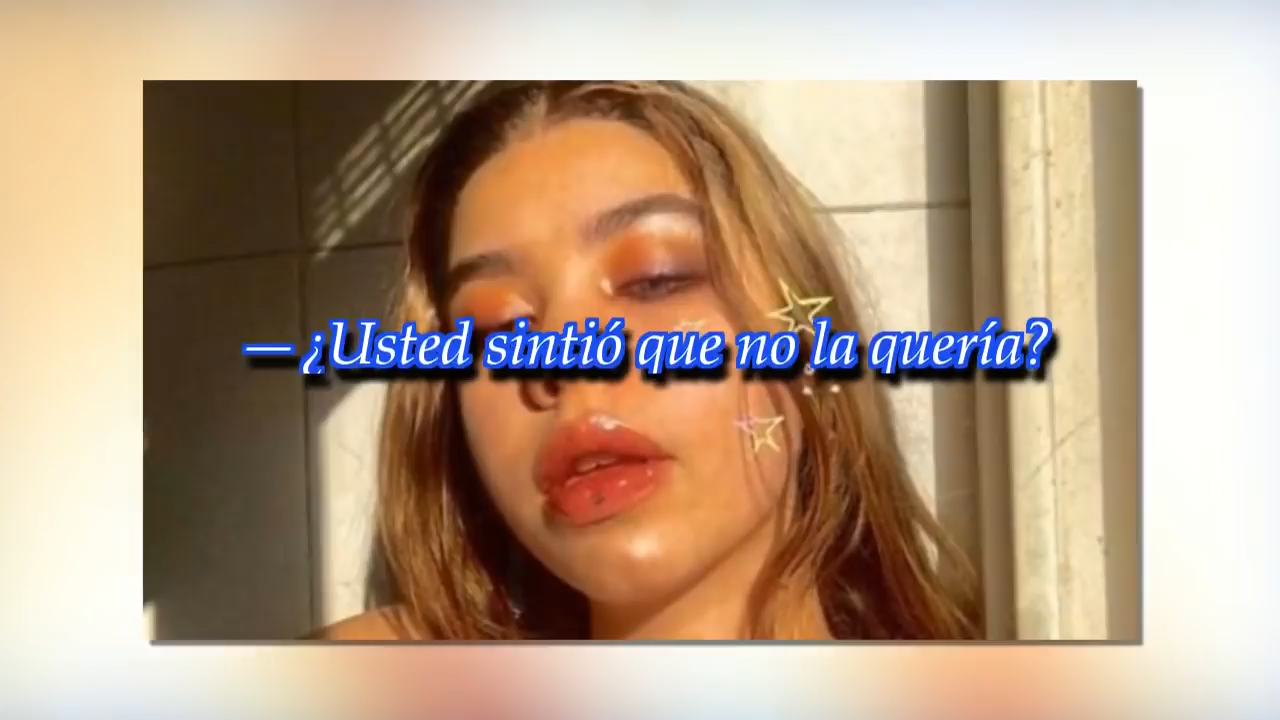 — ¿Usted sintió que no la quería?